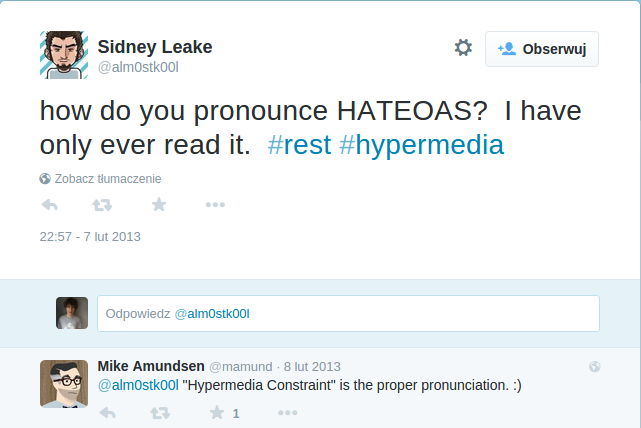 Sidney Leake
@alm0stk00l
Obserwuj
how do you pronounce HATEOAS? I have
only ever read it. #rest #hypermedia
Zobacz tłumaczenie
22:57 - 7 lut 2013
Odpowiedz @alm0stk00l
Mike Amundsen @mamund · 8 lut 2013
@alm0stk00l "Hypermedia Constraint" is the proper pronunciation. :)
1